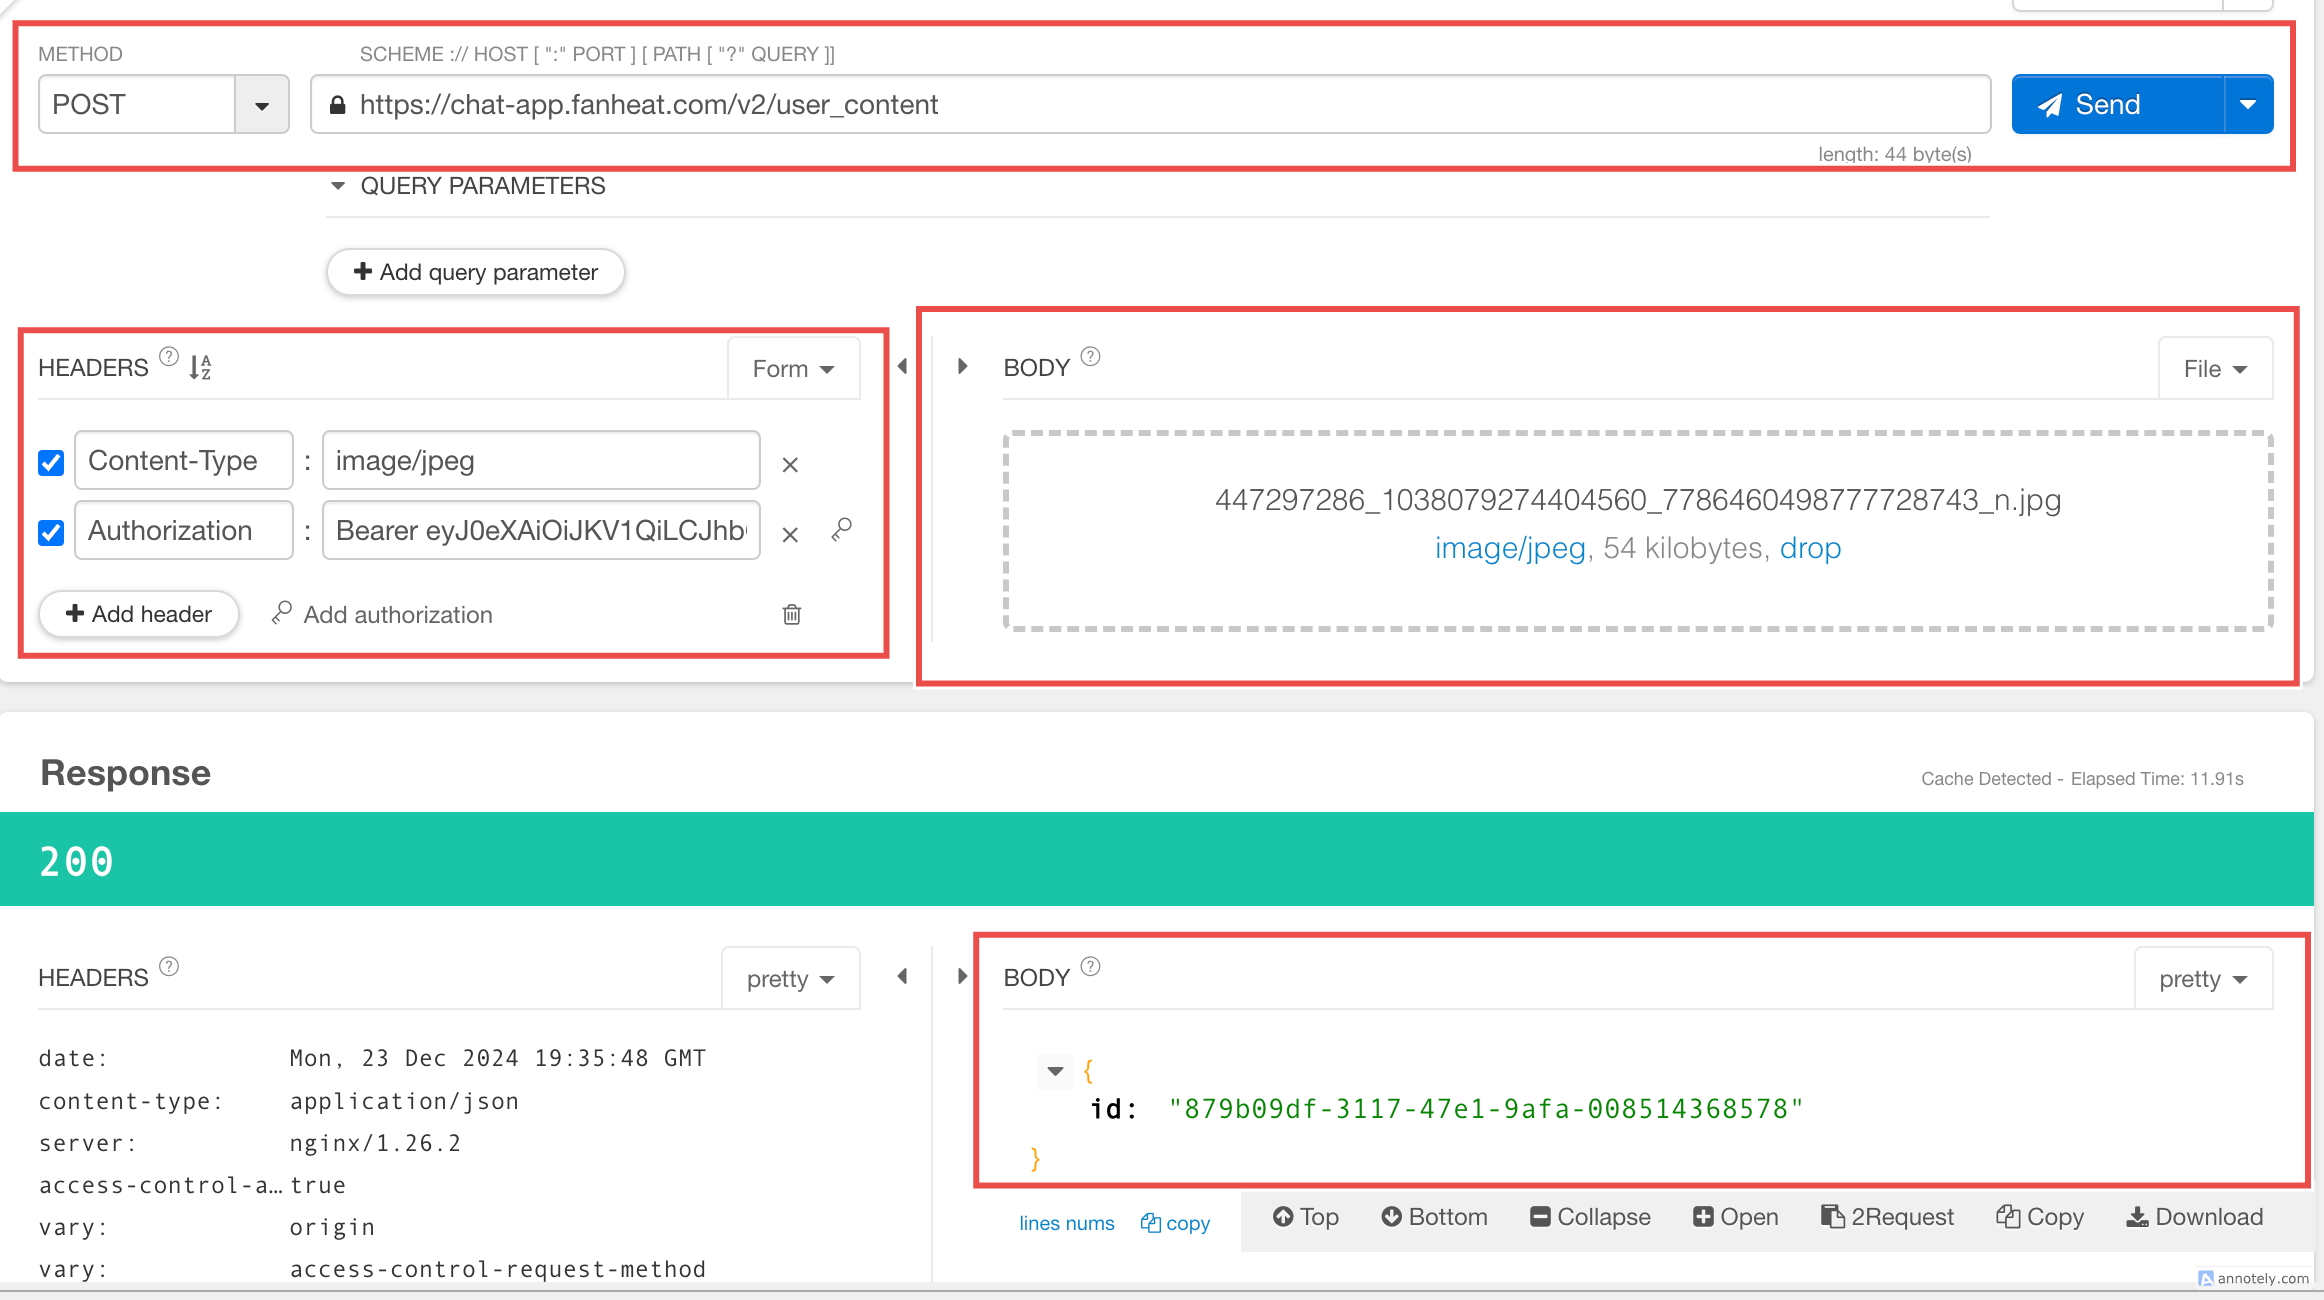 METHOD
SCHEME :// HOST [ ":" PORT ] [ PATH [ "?" QUERY ]]
POST
https://chat-app.fanheat.com/v2/user_content
Send
length: 44 byte(s)
QUERY PARAMETERS
Add query parameter
HEADERS ? A Z
Form
BODY ?
File
Content-Type : image/jpeg
Authorization : Bearer eyJ0eXAiOiJKV1QiLCJhb
Add header
Add authorization
447297286_1038079274404560_7786460498777728743_n.jpg
image/jpeg, 54 kilobytes, drop
Response
Cache Detected - Elapsed Time: 11.91s
200
HEADERS ?
pretty
BODY ?
pretty
date: Mon, 23 Dec 2024 19:35:48 GMT
content-type: application/json
server: nginx/1.26.2
access-control-a… true
vary: origin
vary: access-control-request-method
{
id: "879b09df-3117-47e1-9afa-008514368578"
}
lines nums
copy
Top
Bottom
Collapse
Open
2Request
Copy
Download
annotely.com